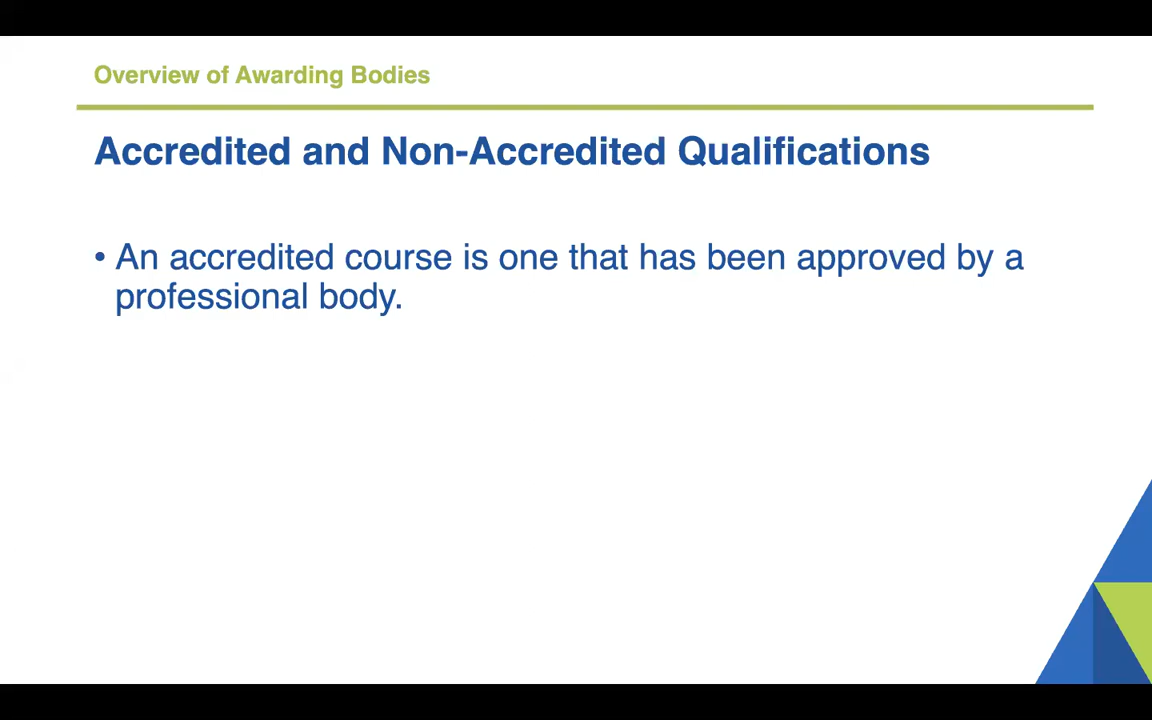 Overview of Awarding Bodies
Accredited and Non-Accredited Qualifications
• An accredited course is one that has been approved by a
professional body.